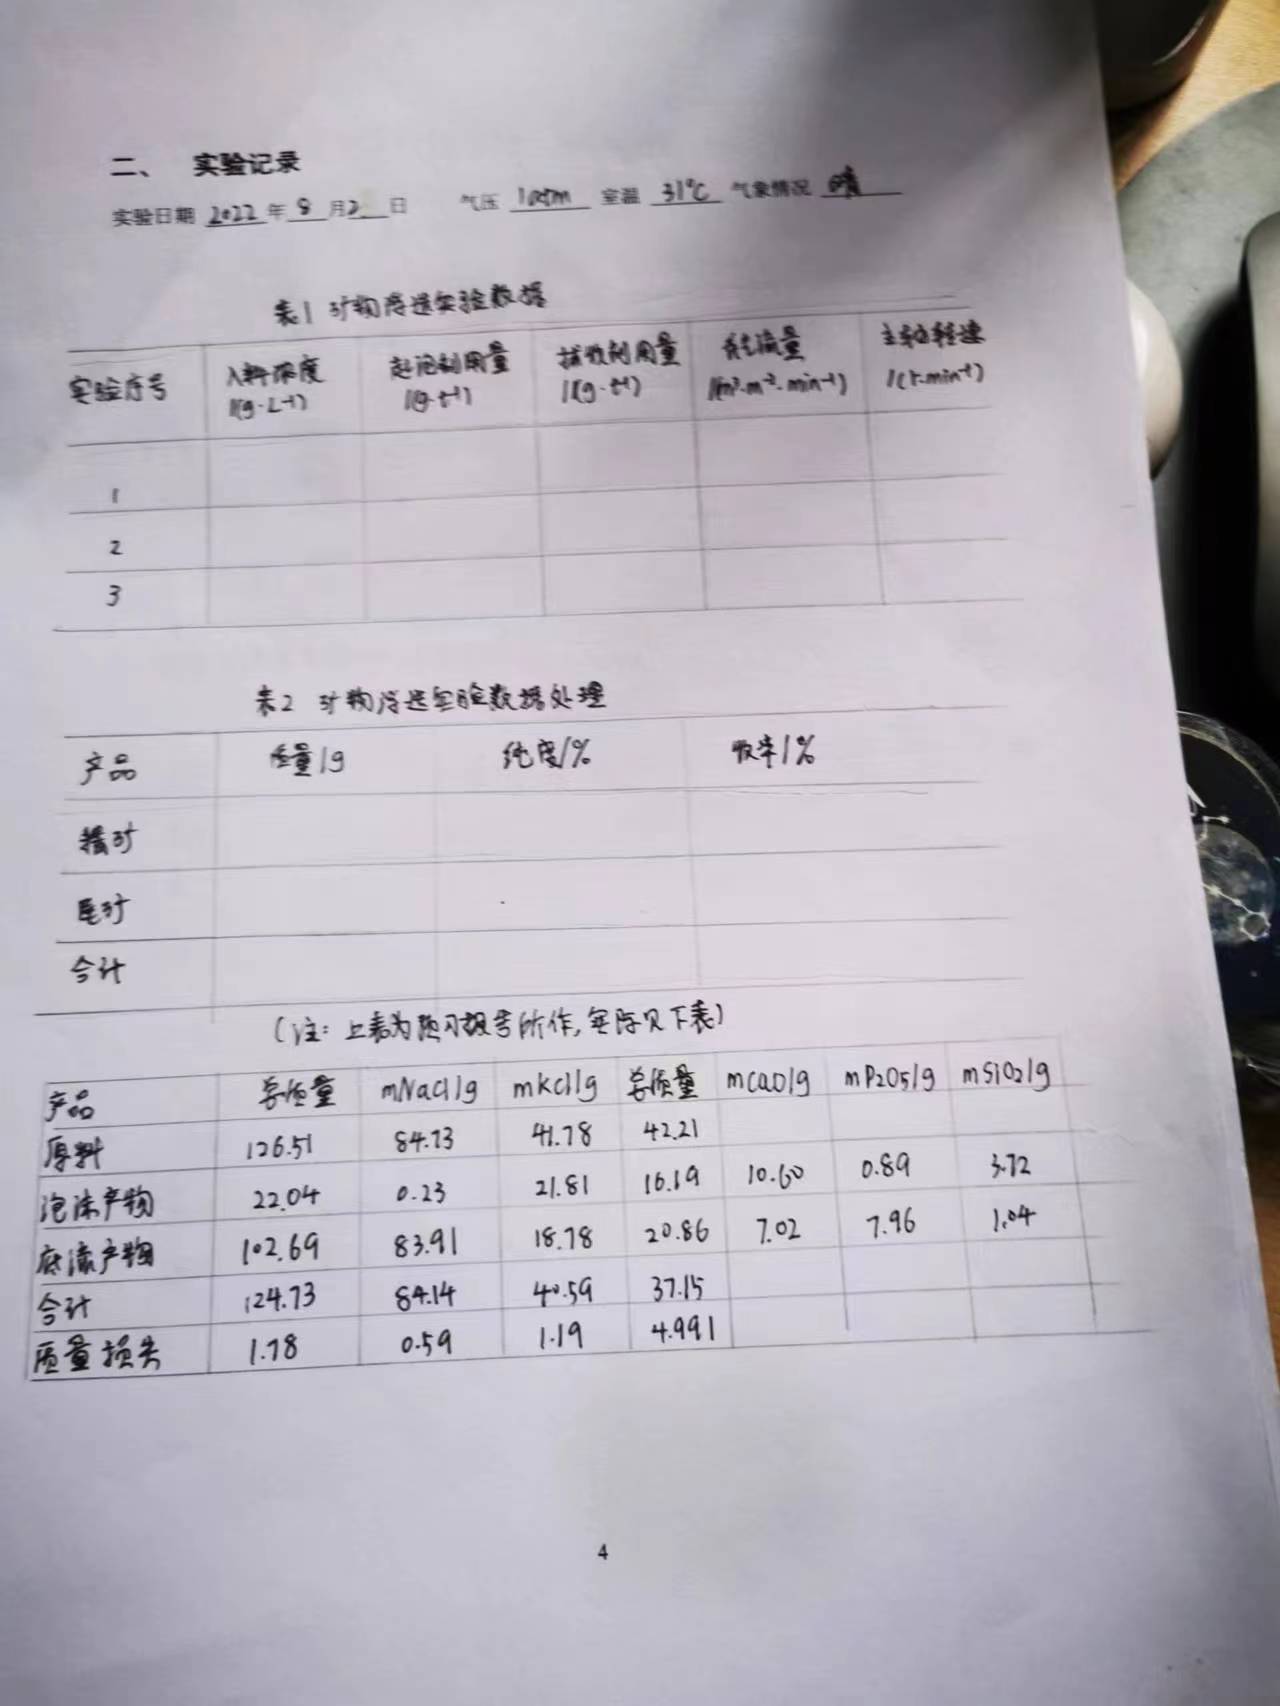 二、 实验记录
实验日期 2022 年 8 月 2 日 气压 1atm 室温 31℃ 气象情况 晴
表1 矿物浮选实验数据
实验序号 入料浓度 /(g·L⁻¹) 起泡剂用量 /(g·t⁻¹) 捕收剂用量 /(g·t⁻¹) 充气流量 /(m³·m⁻²·min⁻¹) 主轴转速 /(r·min⁻¹)
1
2
3
表2 矿物浮选实验数据处理
产品 质量/g 纯度/% 收率/%
精矿
尾矿
合计
(注: 上表为预习报告所作, 实际见下表)
产品 总质量 mNaCl/g mKCl/g 总质量 mCaO/g mP2O5/g mSiO2/g
原料 126.51 84.73 41.78 42.21
泡沫产物 22.04 0.23 21.81 16.19 10.60 0.89 3.72
底流产物 102.69 83.91 18.78 20.86 7.02 7.96 1.04
合计 124.73 84.14 40.59 37.15
质量损失 1.78 0.59 1.19 4.991
4